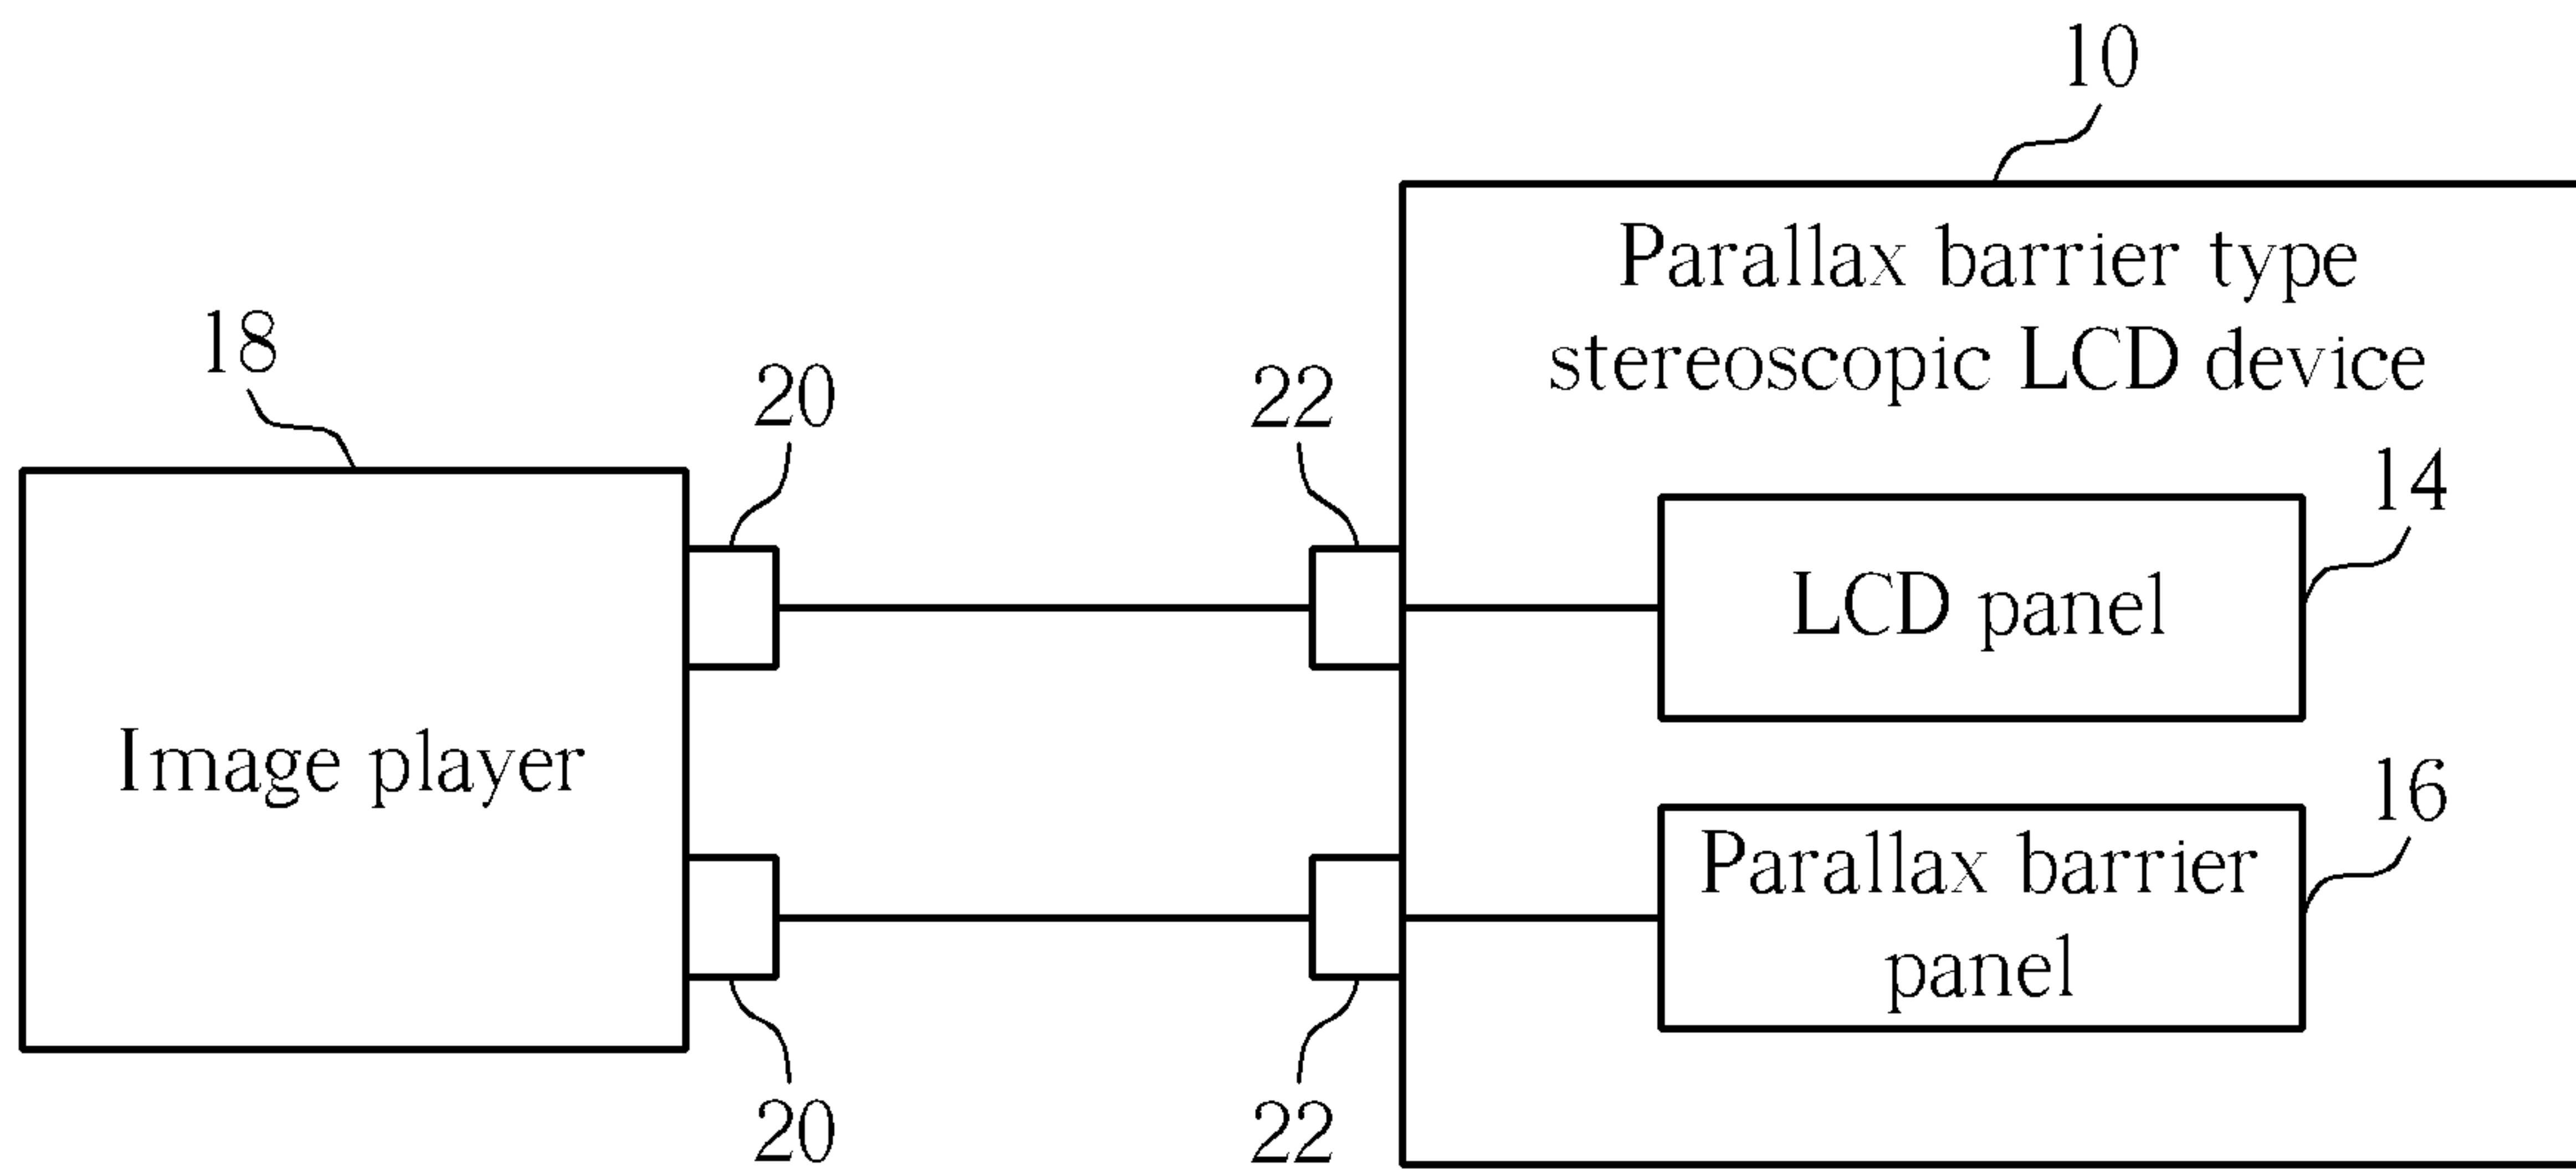 10
Parallax barrier type
stereoscopic LCD device
18
20
22
14
LCD panel
Image player
16
Parallax barrier
panel
20
22